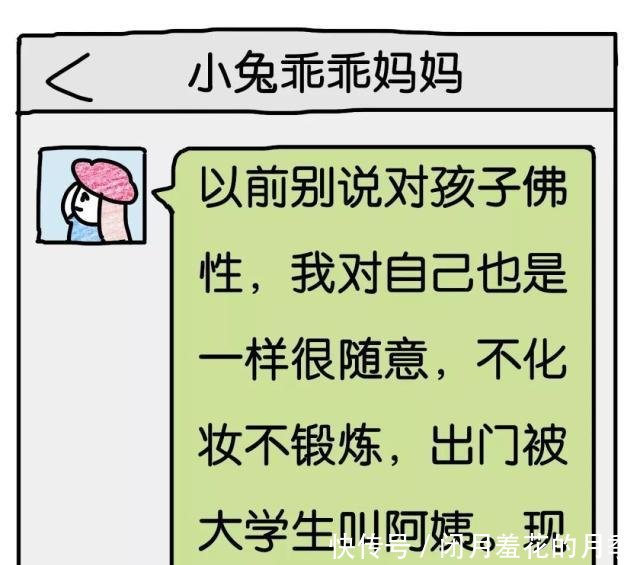 小兔乖乖妈妈
以前别说对孩子佛
性，我对自己也是
一样很随意，不化
妆不锻炼，出门被
大学生叫阿姨，现
快传号/闭月羞花的月季